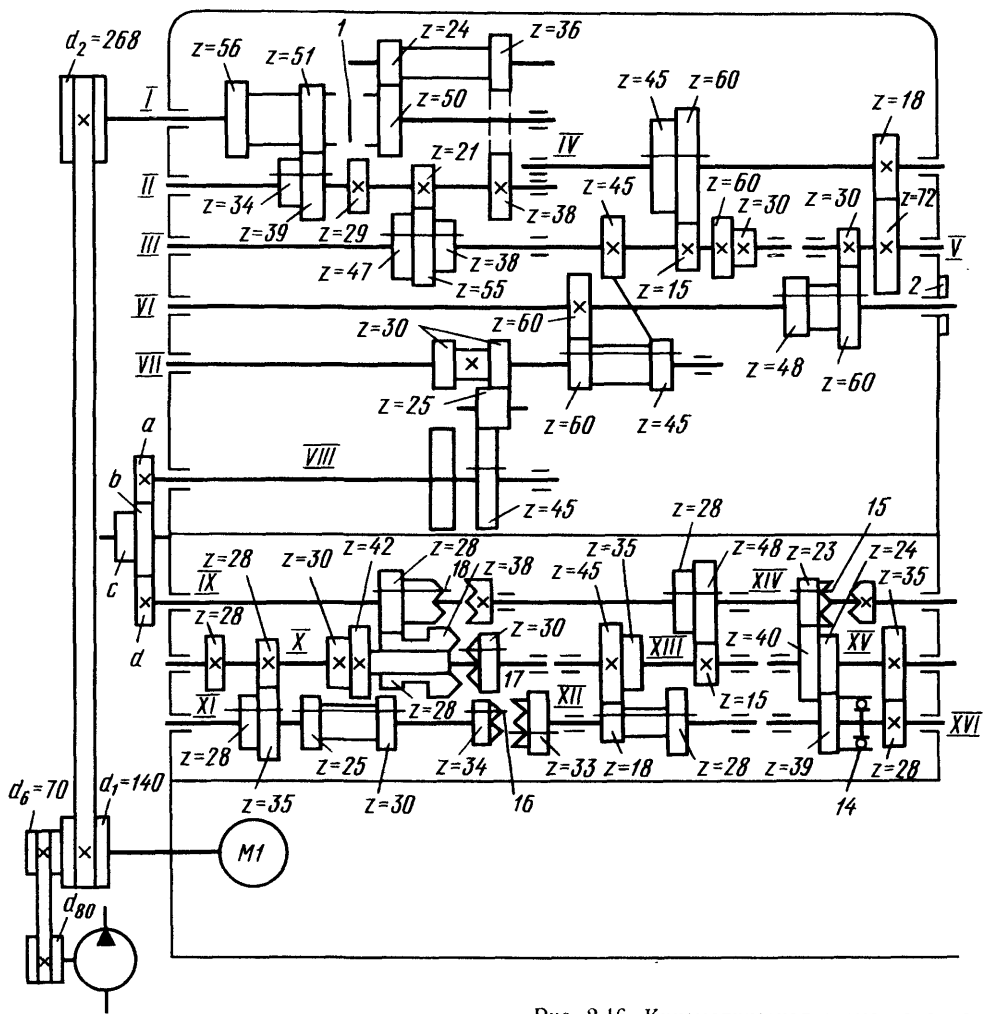 d₂=268
z=56
z=51
1
z=24
z=36
z=45
z=60
z=18
I
z=50
z=21
IV
II
z=45
z=60
z=30
z=30
z=72
z=34
z=39
z=29
z=38
III
z=47
z=38
z=55
z=15
V
2
VI
z=30
z=60
z=48
z=60
VII
z=25
z=60
z=45
a
VIII
b
z=45
c
d
z=28
IX
z=28
z=30
z=42
z=28
18
z=38
z=45
z=35
z=28
z=48
XIV
z=23
15
z=24
z=35
z=28
X
z=30
XIII
z=40
XV
17
z=28
z=15
XI
XII
XVI
z=28
z=25
z=34
16
z=33
z=18
z=28
z=39
14
z=28
z=35
z=30
d₆=70
d₁=140
M1
d₈₀
Рис. 2.16. К